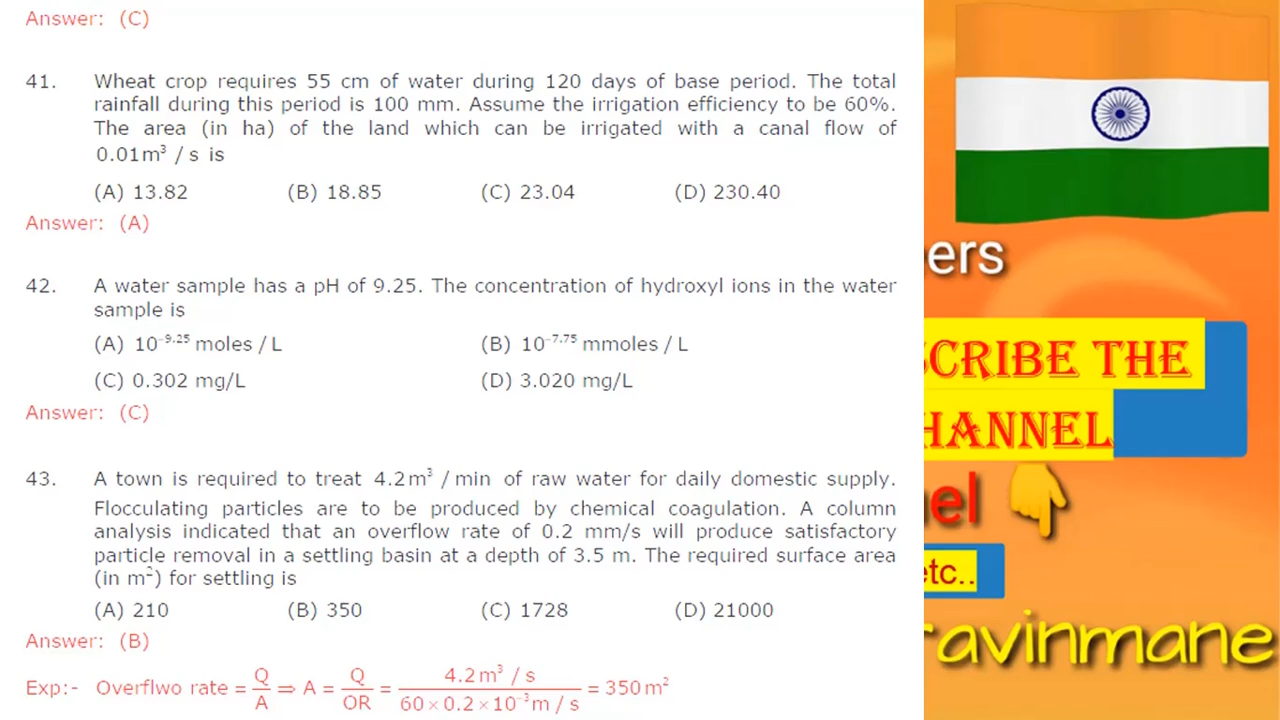 Answer: (C)
41. Wheat crop requires 55 cm of water during 120 days of base period. The total
rainfall during this period is 100 mm. Assume the irrigation efficiency to be 60%.
The area (in ha) of the land which can be irrigated with a canal flow of
0.01m³ / s is
(A) 13.82 (B) 18.85 (C) 23.04 (D) 230.40
Answer: (A)
42. A water sample has a pH of 9.25. The concentration of hydroxyl ions in the water
sample is
(A) 10⁻⁹·²⁵ moles / L (B) 10⁻⁷·⁷⁵ mmoles / L
(C) 0.302 mg/L (D) 3.020 mg/L
Answer: (C)
43. A town is required to treat 4.2m³ / min of raw water for daily domestic supply.
Flocculating particles are to be produced by chemical coagulation. A column
analysis indicated that an overflow rate of 0.2 mm/s will produce satisfactory
particle removal in a settling basin at a depth of 3.5 m. The required surface area
(in m²) for settling is
(A) 210 (B) 350 (C) 1728 (D) 21000
Answer: (B)
Exp:- Overflwo rate = Q/A ⇒ A = Q/OR = 4.2m³ / s / 60×0.2×10⁻³m / s = 350m²
ers
SCRIBE THE
HANNEL
nel
etc..
ravinmane